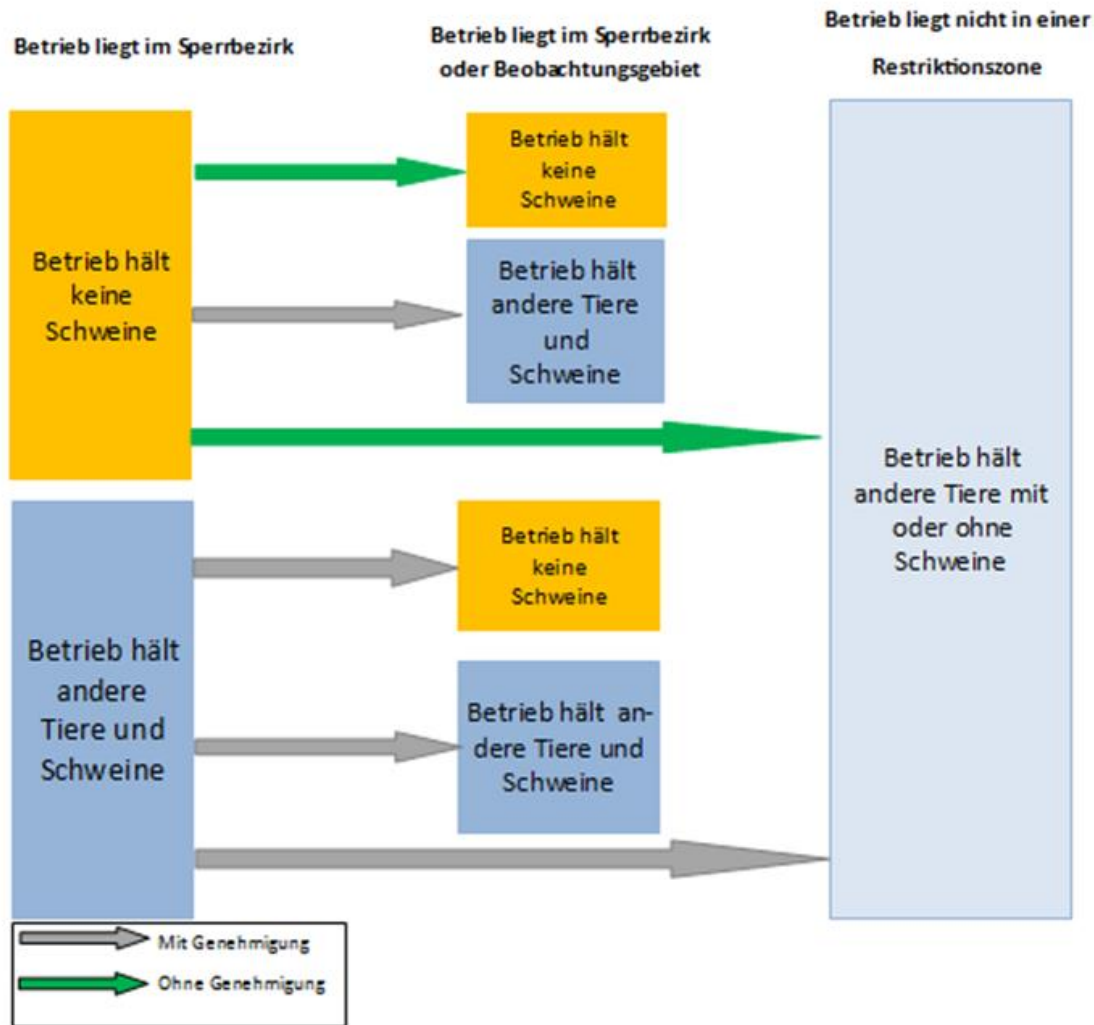 Betrieb liegt im Sperrbezirk
Betrieb liegt im Sperrbezirk
oder Beobachtungsgebiet
Betrieb liegt nicht in einer
Restriktionszone
Betrieb hält
keine
Schweine
Betrieb hält
keine
Schweine
Betrieb hält
andere Tiere
und
Schweine
Betrieb hält
andere Tiere mit
oder ohne
Schweine
Betrieb hält
andere
Tiere und
Schweine
Betrieb hält
keine
Schweine
Betrieb hält an-
dere Tiere und
Schweine
Mit Genehmigung
Ohne Genehmigung